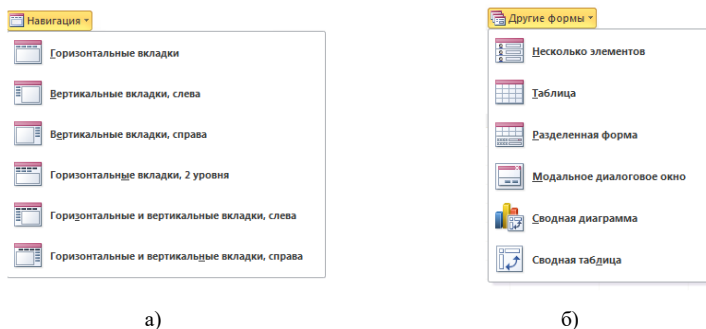 Навигация
Горизонтальные вкладки
Вертикальные вкладки, слева
Вертикальные вкладки, справа
Горизонтальные вкладки, 2 уровня
Горизонтальные и вертикальные вкладки, слева
Горизонтальные и вертикальные вкладки, справа
а)
Другие формы
Несколько элементов
Таблица
Разделенная форма
Модальное диалоговое окно
Сводная диаграмма
Сводная таблица
б)